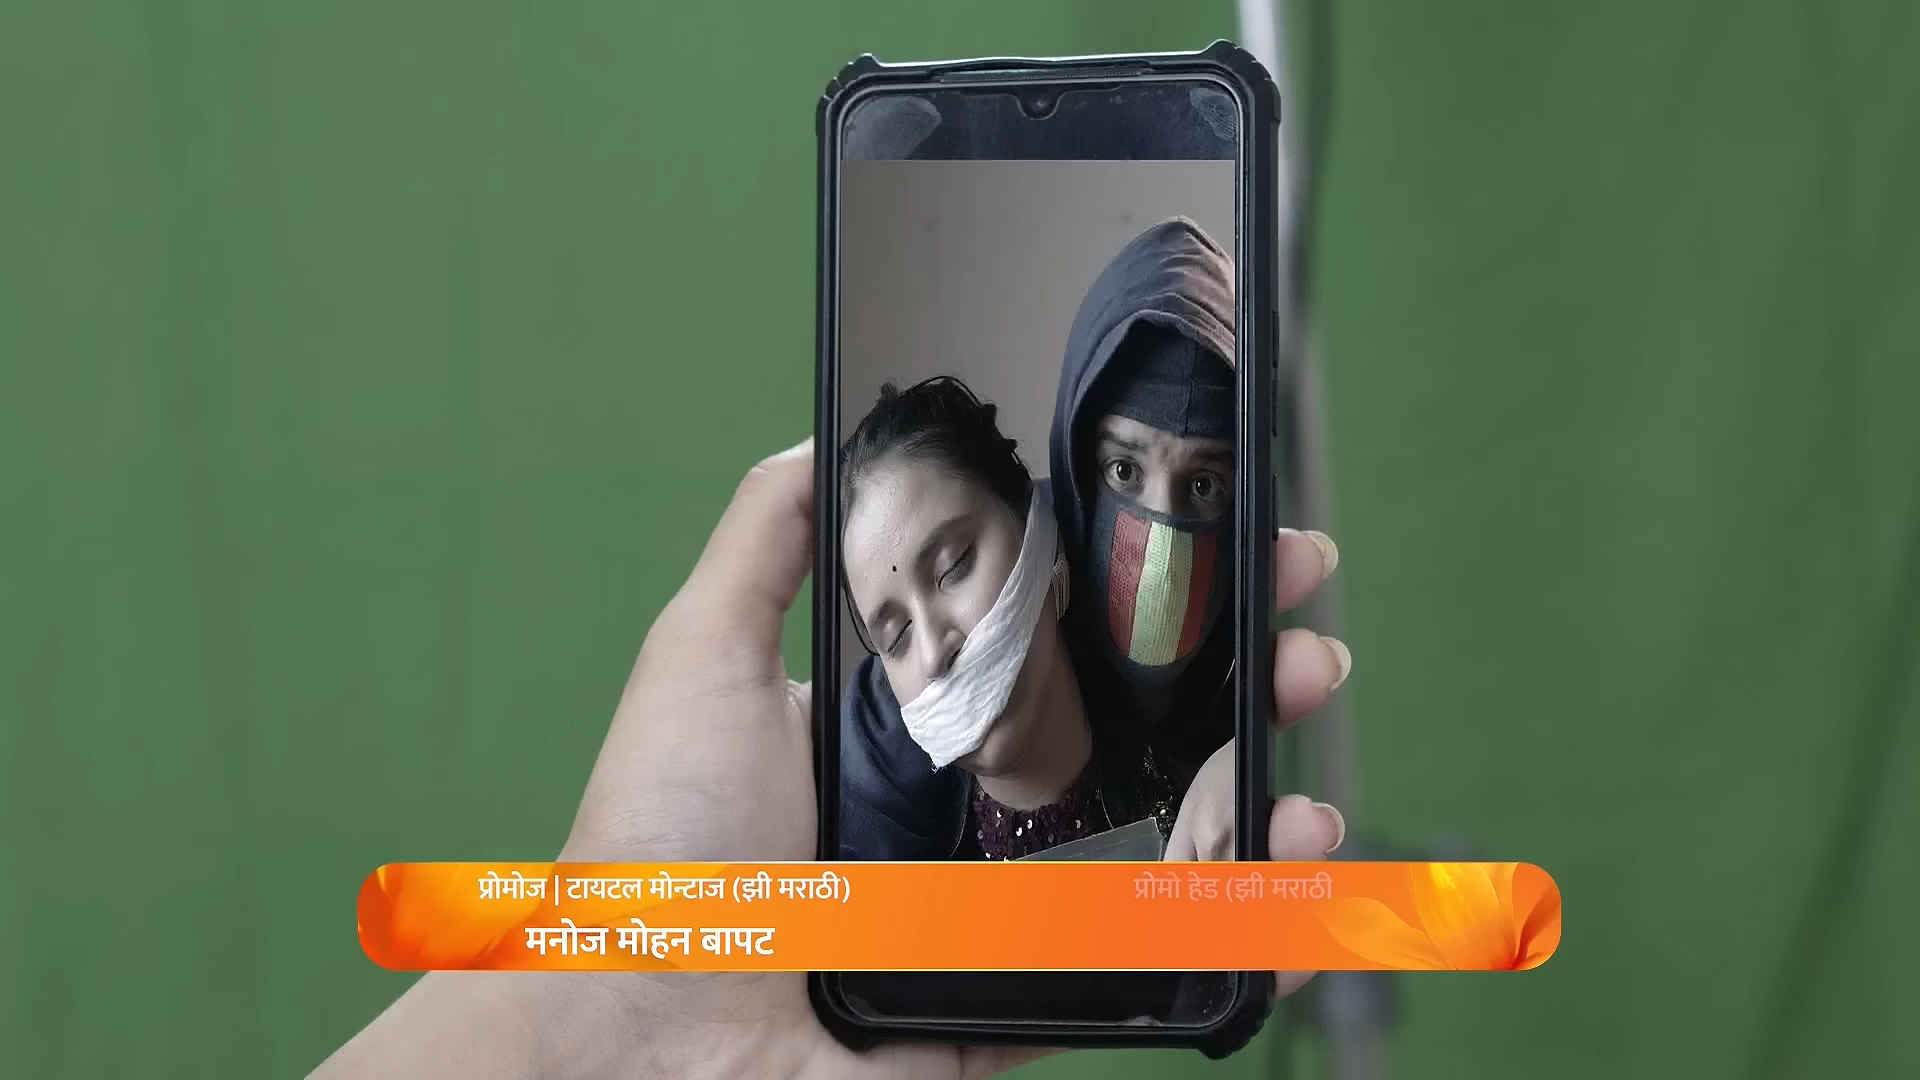 प्रोमोज | टायटल मोन्टाज (झी मराठी)
मनोज मोहन बापट
प्रोमो हेड (झी मराठी